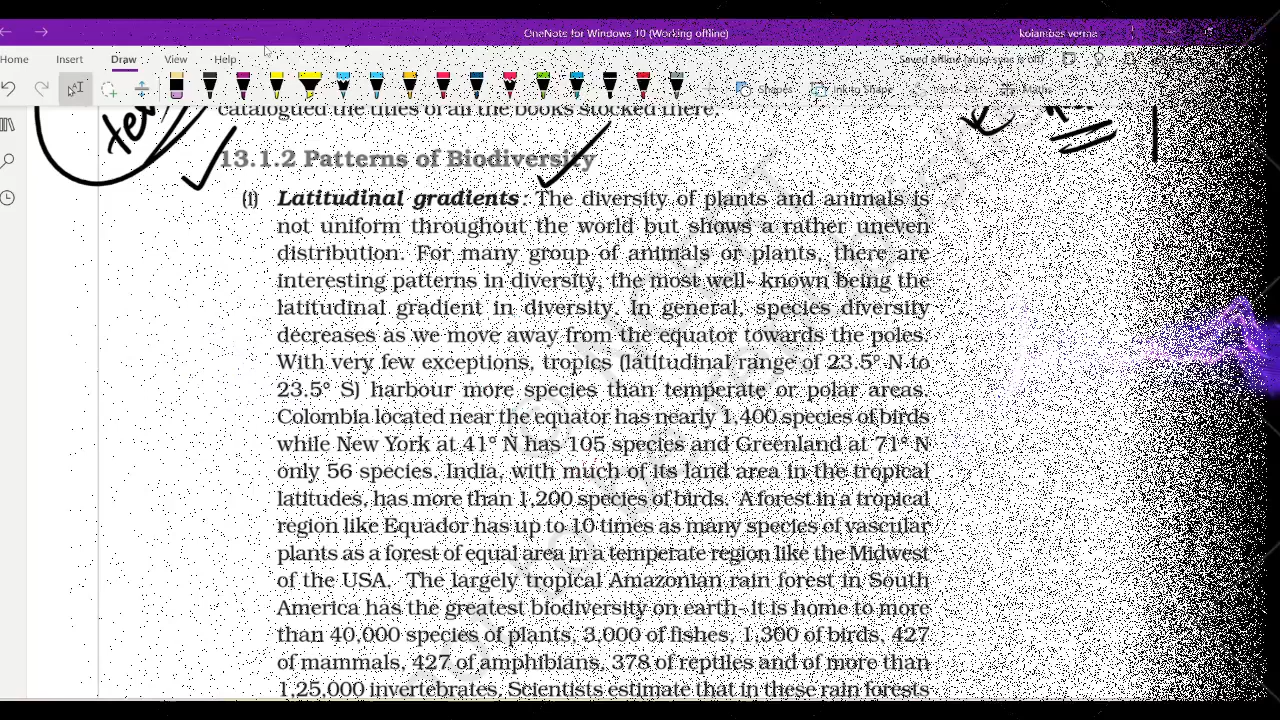 OneNote for Windows 10 (Working offline)
Home Insert Draw View Help
Shapes
catalogued the titles of all the books stocked there.
13.1.2 Patterns of Biodiversity
(i) Latitudinal gradients: The diversity of plants and animals is
not uniform throughout the world but shows a rather uneven
distribution. For many group of animals or plants, there are
interesting patterns in diversity, the most well- known being the
latitudinal gradient in diversity. In general, species diversity
decreases as we move away from the equator towards the poles.
With very few exceptions, tropics (latitudinal range of 23.5° N to
23.5° S) harbour more species than temperate or polar areas.
Colombia located near the equator has nearly 1,400 species of birds
while New York at 41° N has 105 species and Greenland at 71° N
only 56 species. India, with much of its land area in the tropical
latitudes, has more than 1,200 species of birds. A forest in a tropical
region like Equador has up to 10 times as many species of vascular
plants as a forest of equal area in a temperate region like the Midwest
of the USA. The largely tropical Amazonian rain forest in South
America has the greatest biodiversity on earth- it is home to more
than 40,000 species of plants, 3,000 of fishes, 1,300 of birds, 427
of mammals, 427 of amphibians, 378 of reptiles and of more than
1,25,000 invertebrates. Scientists estimate that in these rain forests